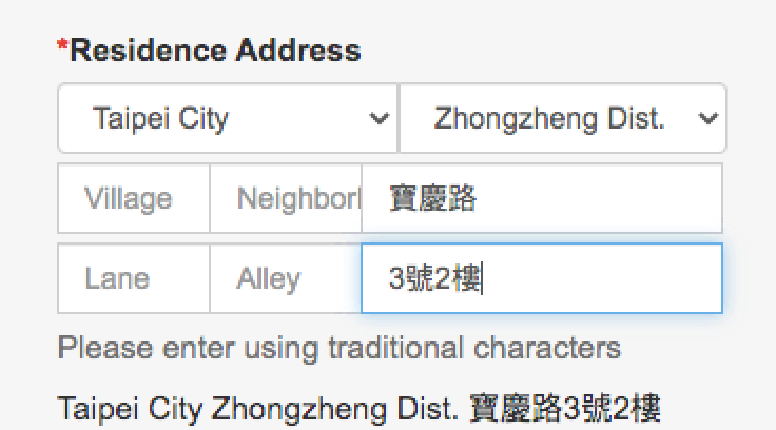 *Residence Address
Taipei City Zhongzheng Dist.
Village Neighborl 寶慶路
Lane Alley 3號2樓
Please enter using traditional characters
Taipei City Zhongzheng Dist. 寶慶路3號2樓